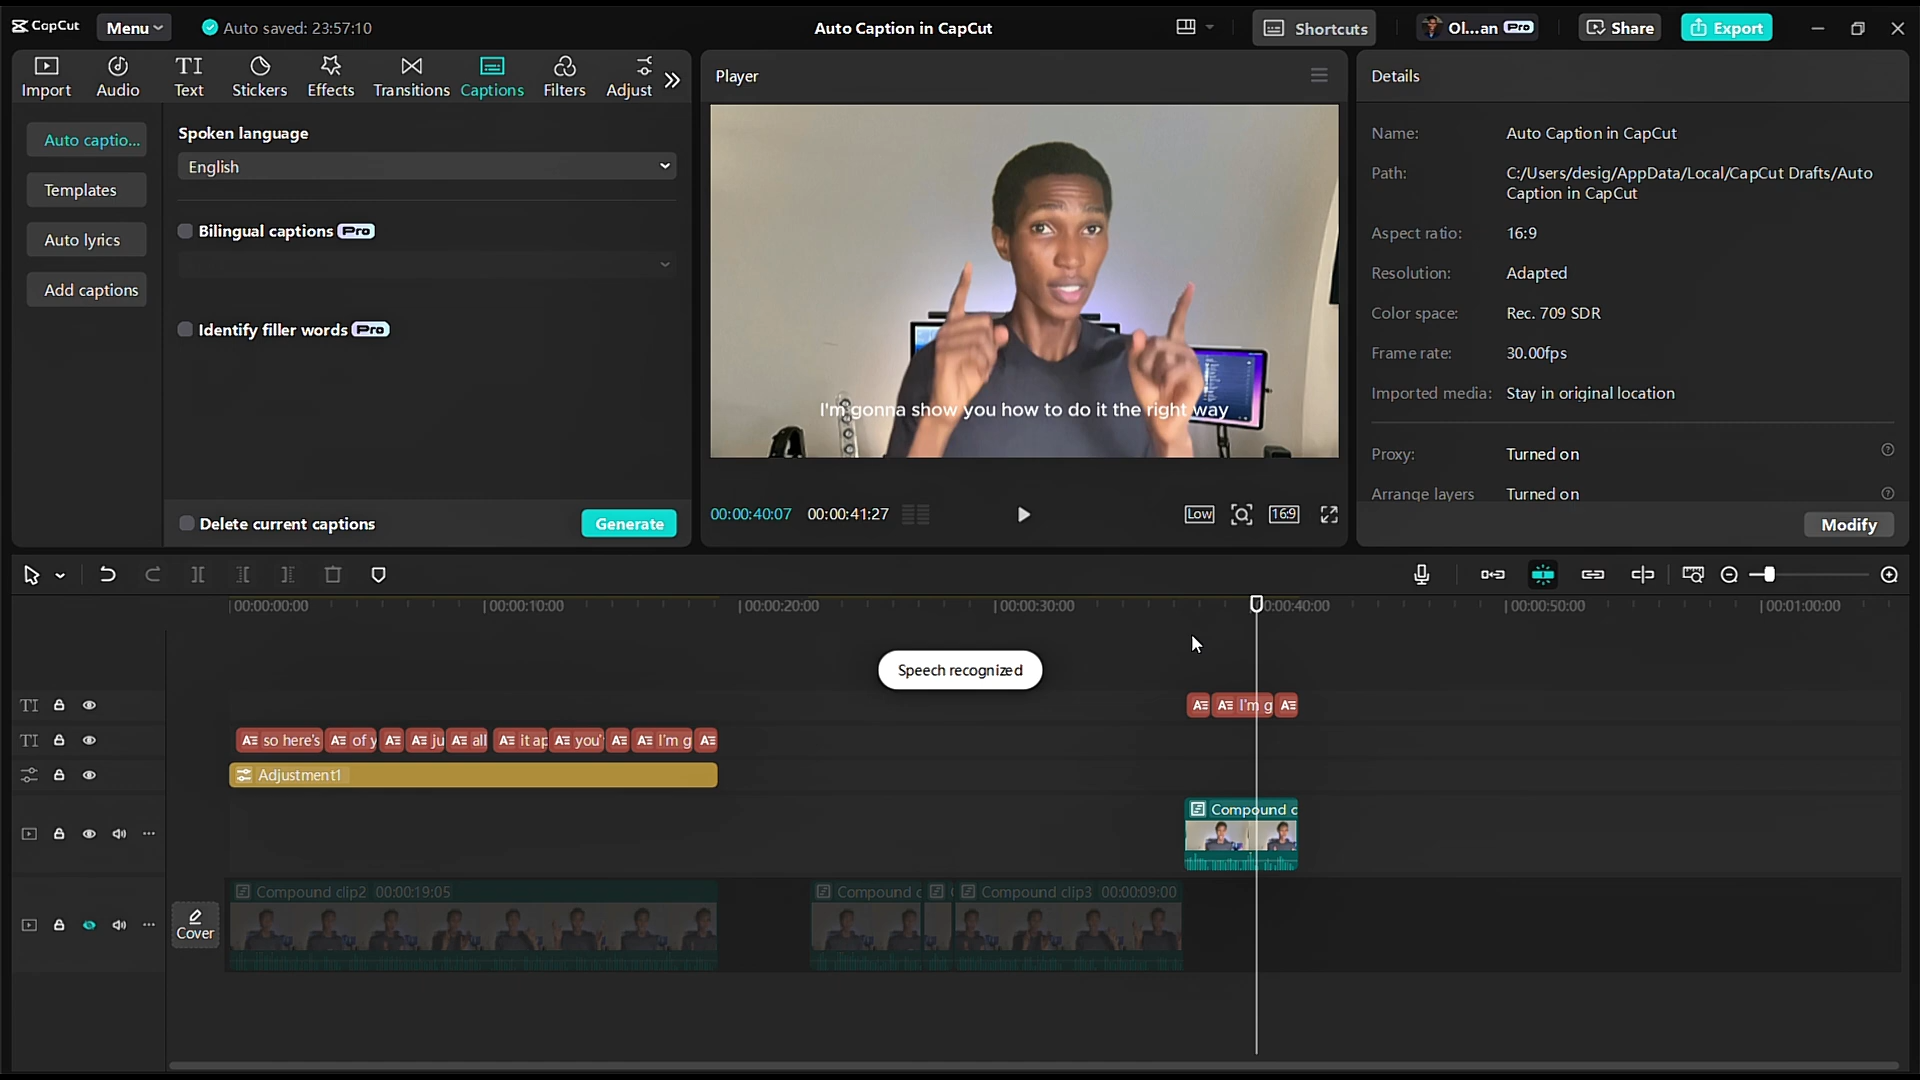 CapCut
Menu
Auto saved: 23:57:10
Auto Caption in CapCut
Shortcuts
Ol...an Pro
Share
Export
Import
Audio
TI
Text
Stickers
Effects
Transitions
Captions
Filters
Adjust
Auto captio...
Templates
Auto lyrics
Add captions
Spoken language
English
Bilingual captions Pro
Identify filler words Pro
Delete current captions
Generate
Player
I'm gonna show you how to do it the right way
00:00:40:07 00:00:41:27
Low
16:9
Details
Name: Auto Caption in CapCut
Path: C:/Users/desig/AppData/Local/CapCut Drafts/Auto
Caption in CapCut
Aspect ratio: 16:9
Resolution: Adapted
Color space: Rec. 709 SDR
Frame rate: 30.00fps
Imported media: Stay in original location
Proxy: Turned on
Arrange layers Turned on
Modify
00:00:00:00 00:00:10:00 00:00:20:00 00:00:30:00 00:00:40:00 00:00:50:00 00:01:00:00
Speech recognized
TI
A A I'm g A
TI
A so here's A of y A A ju A all A it ap A you' A A I'm g A
Adjustment1
Compound c
Cover
Compound clip2 00:00:19:05
Compound c
Compound clip3 00:00:09:00